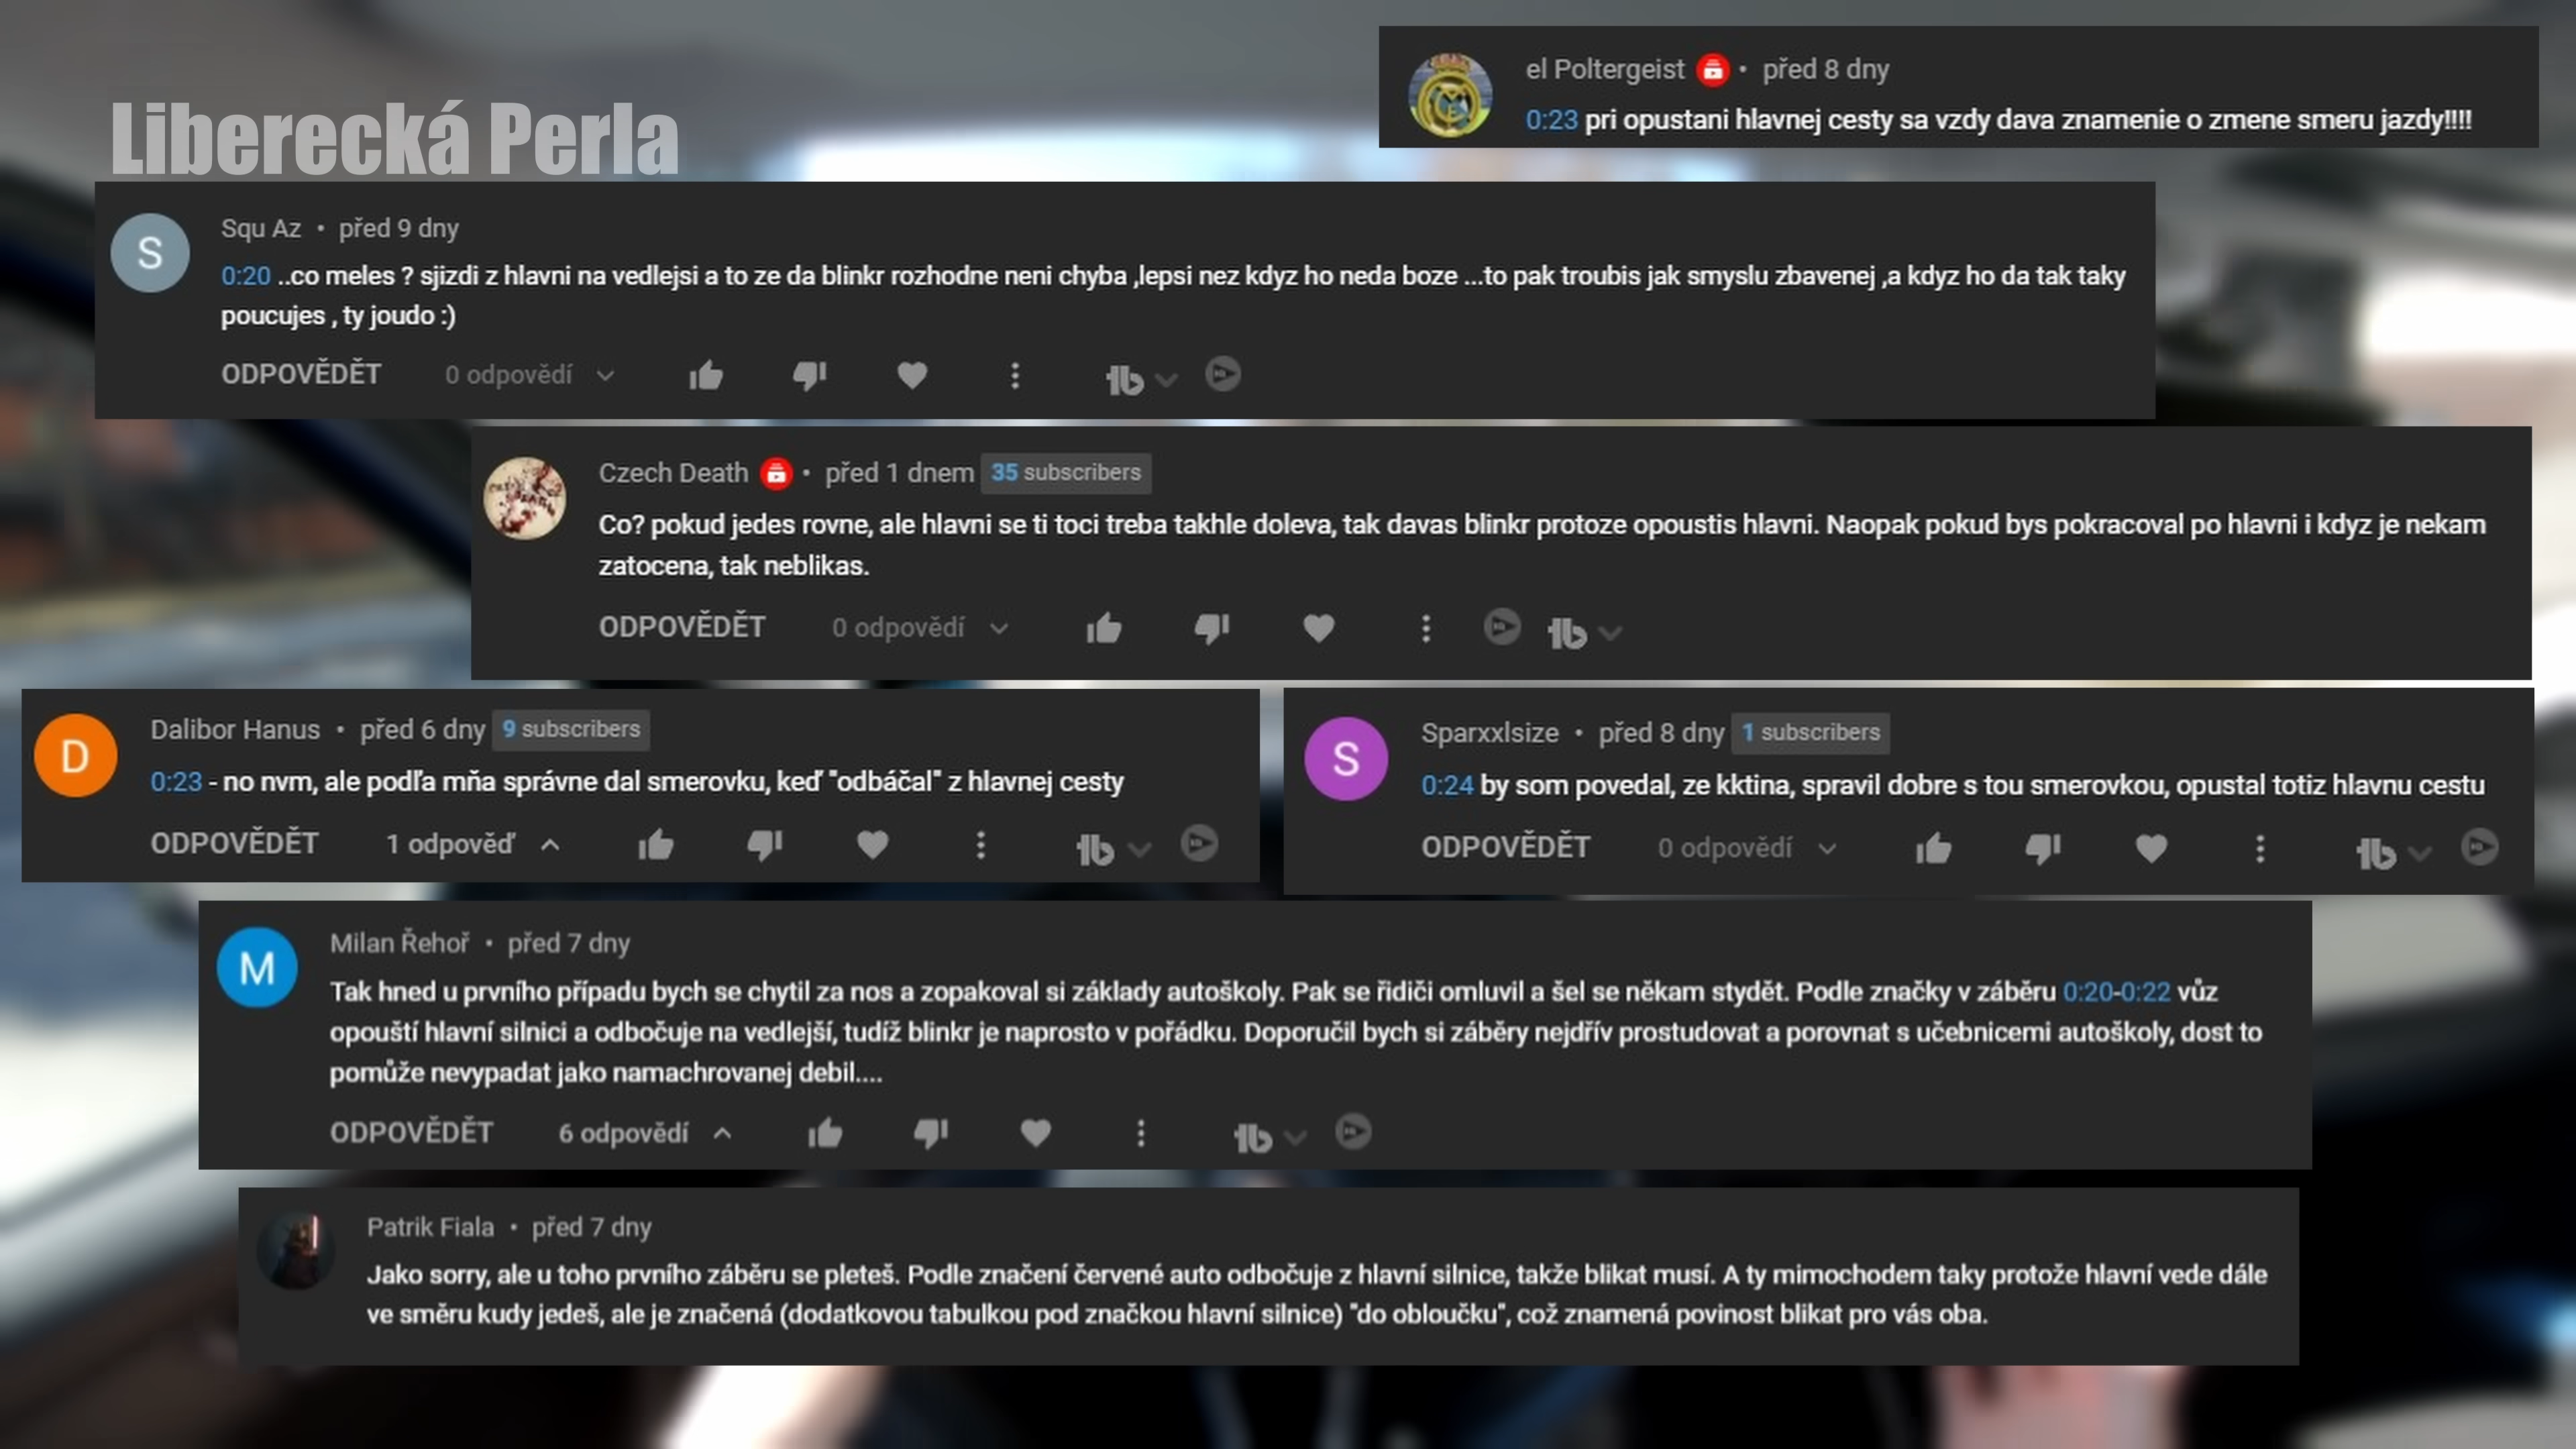 el Poltergeist • před 8 dny
0:23 pri opustani hlavnej cesty sa vzdy dava znamenie o zmene smeru jazdy!!!!
Liberecká Perla
S
Squ Az • před 9 dny
0:20 ..co meles ? sjizdi z hlavni na vedlejsi a to ze da blinkr rozhodne neni chyba ,lepsi nez kdyz ho neda boze ...to pak troubis jak smyslu zbavenej ,a kdyz ho da tak taky
poucujes , ty joudo :)
ODPOVĚDĚT 0 odpovědí
Czech Death • před 1 dnem 35 subscribers
Co? pokud jedes rovne, ale hlavni se ti toci treba takhle doleva, tak davas blinkr protoze opoustis hlavni. Naopak pokud bys pokracoval po hlavni i kdyz je nekam
zatocena, tak neblikas.
ODPOVĚDĚT 0 odpovědí
D
Dalibor Hanus • před 6 dny 9 subscribers
0:23 - no nvm, ale podľa mňa správne dal smerovku, keď "odbáčal" z hlavnej cesty
ODPOVĚDĚT 1 odpověď
S
Sparxxlsize • před 8 dny 1 subscribers
0:24 by som povedal, ze kktina, spravil dobre s tou smerovkou, opustal totiz hlavnu cestu
ODPOVĚDĚT 0 odpovědí
M
Milan Řehoř • před 7 dny
Tak hned u prvního případu bych se chytil za nos a zopakoval si základy autoškoly. Pak se řidiči omluvil a šel se někam stydět. Podle značky v záběru 0:20-0:22 vůz
opouští hlavní silnici a odbočuje na vedlejší, tudíž blinkr je naprosto v pořádku. Doporučil bych si záběry nejdřív prostudovat a porovnat s učebnicemi autoškoly, dost to
pomůže nevypadat jako namachrovanej debil....
ODPOVĚDĚT 6 odpovědí
Patrik Fiala • před 7 dny
Jako sorry, ale u toho prvního záběru se pleteš. Podle značení červené auto odbočuje z hlavní silnice, takže blikat musí. A ty mimochodem taky protože hlavní vede dále
ve směru kudy jedeš, ale je značená (dodatkovou tabulkou pod značkou hlavní silnice) "do obloučku", což znamená povinost blikat pro vás oba.